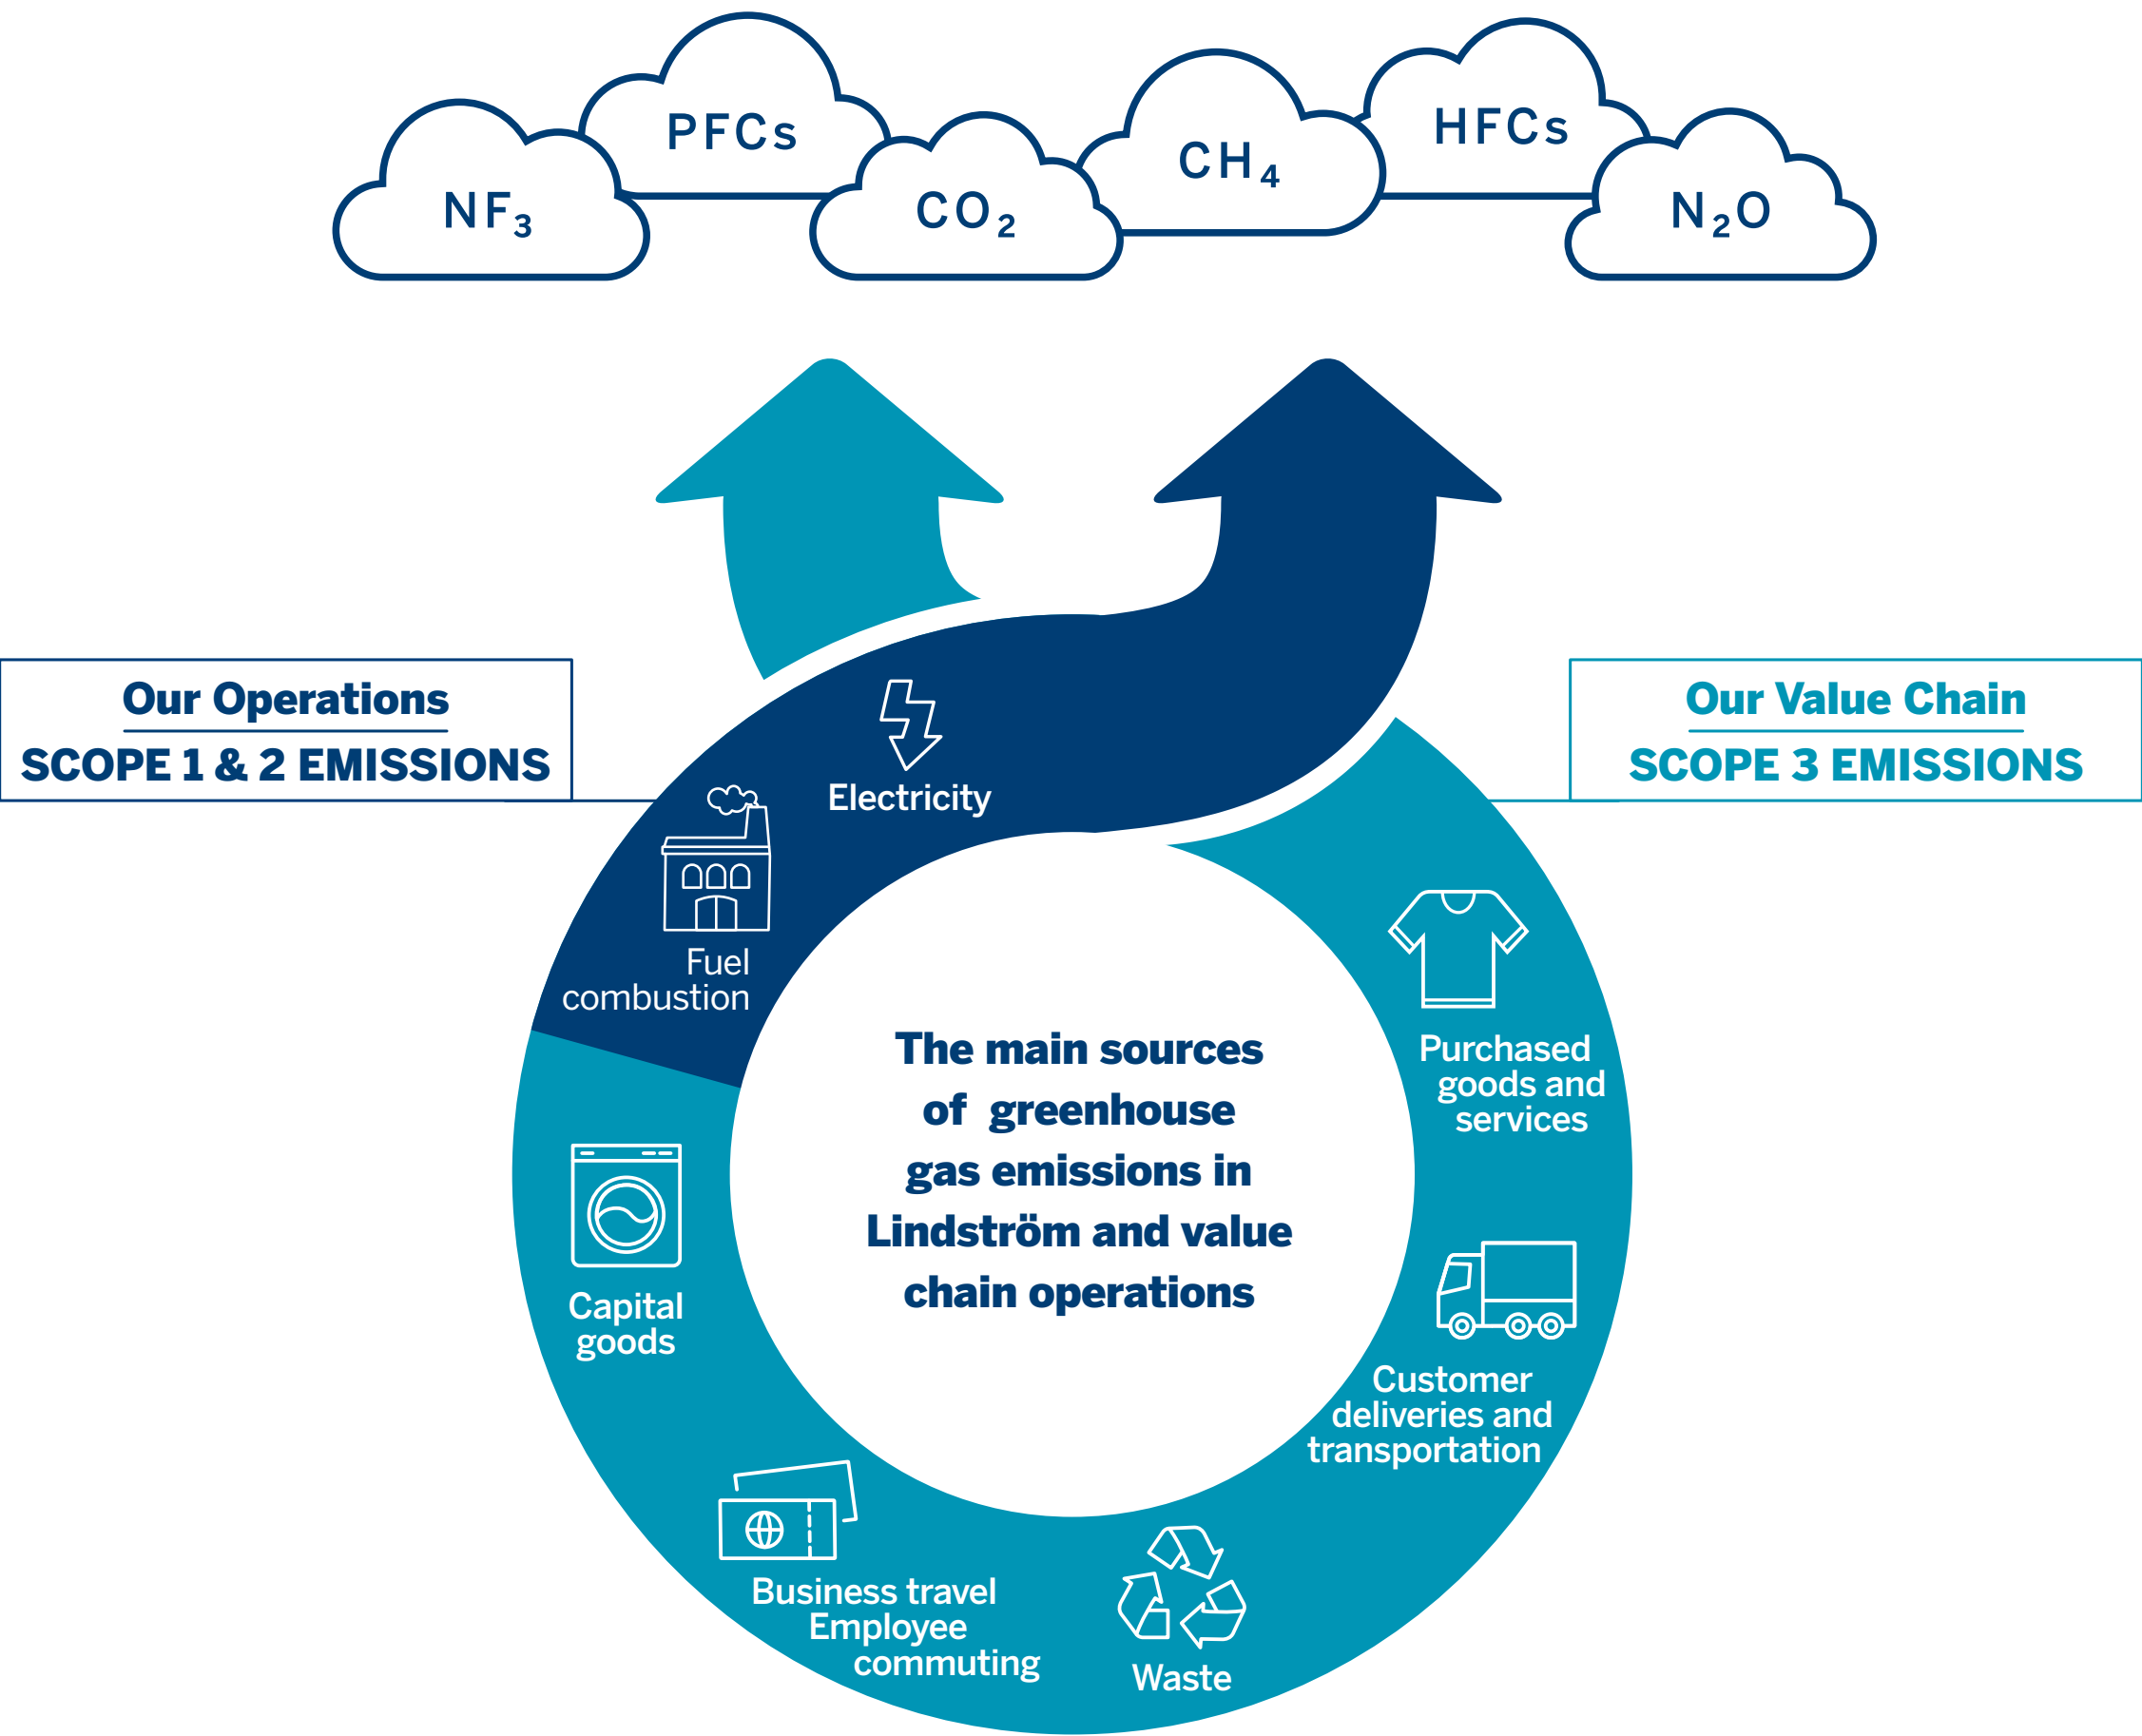 PFCs
HFCs
CH₄
NF₃
CO₂
N₂O
Our Operations
SCOPE 1 & 2 EMISSIONS
Our Value Chain
SCOPE 3 EMISSIONS
Electricity
Fuel
combustion
Purchased
goods and
services
The main sources
of greenhouse
gas emissions in
Lindström and value
chain operations
Capital
goods
Customer
deliveries and
transportation
Business travel
Employee
commuting
Waste